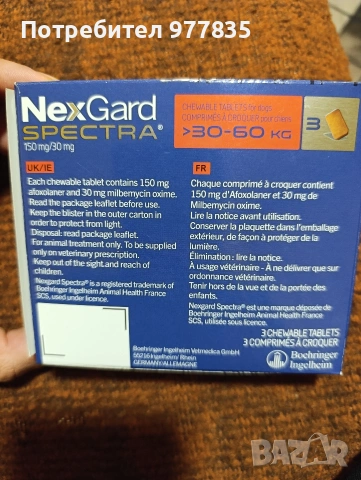 Потребител 977835
NexGard
SPECTRA®
150 mg/30 mg
CHEWABLE TABLETS for dogs
COMPRIMÉS À CROQUER pour chiens
>30-60 KG
3
UK/IE
Each chewable tablet contains 150 mg
afoxolaner and 30 mg milbemycin oxime.
Read the package leaflet before use.
Keep the blister in the outer carton in
order to protect from light.
Disposal: read package leaflet.
For animal treatment only. To be supplied
only on veterinary prescription.
Keep out of the sight and reach of
children.
Nexgard Spectra® is a registered trademark of
Boehringer Ingelheim Animal Health France
SCS, used under licence.
FR
Chaque comprimé à croquer contient
150 mg d'Afoxolaner et 30 mg de
Milbemycin oxime.
Lire la notice avant utilisation.
Conserver la plaquette dans l'emballage
extérieur, de façon à protéger de la
lumière.
Élimination : lire la notice.
À usage vétérinaire - À ne délivrer que sur
ordonnance vétérinaire.
Tenir hors de la vue et de la portée des
enfants.
Nexgard Spectra® est une marque déposée de
Boehringer Ingelheim Animal Health France
SCS, utilisée sous licence.
3 CHEWABLE TABLETS
3 COMPRIMÉS À CROQUER
Boehringer Ingelheim Vetmedica GmbH
55216 Ingelheim/ Rhein
GERMANY/ALLEMAGNE
Boehringer
Ingelheim
BAZAR
bg